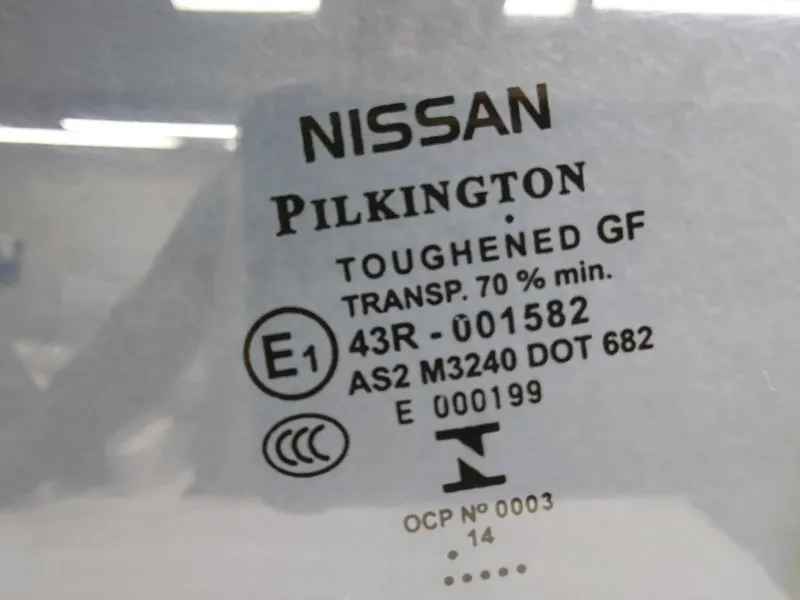 NISSAN
PILKINGTON
TOUGHENED GF
TRANSP. 70 % min.
E1 43R - 001582
AS2 M3240 DOT 682
E 000199
CCC
OCP Nº 0003
14